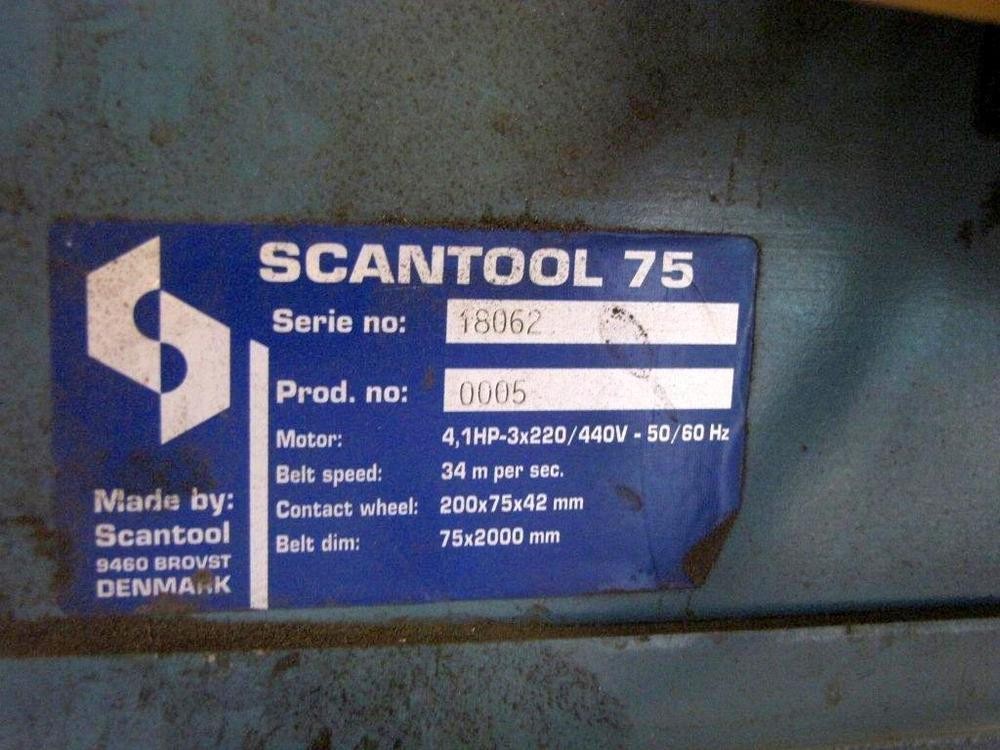 SCANTOOL 75
Serie no: 18062
Prod. no: 0005
Motor: 4,1HP-3x220/440V - 50/60 Hz
Belt speed: 34 m per sec.
Contact wheel: 200x75x42 mm
Belt dim: 75x2000 mm
Made by:
Scantool
9460 BROVST
DENMARK